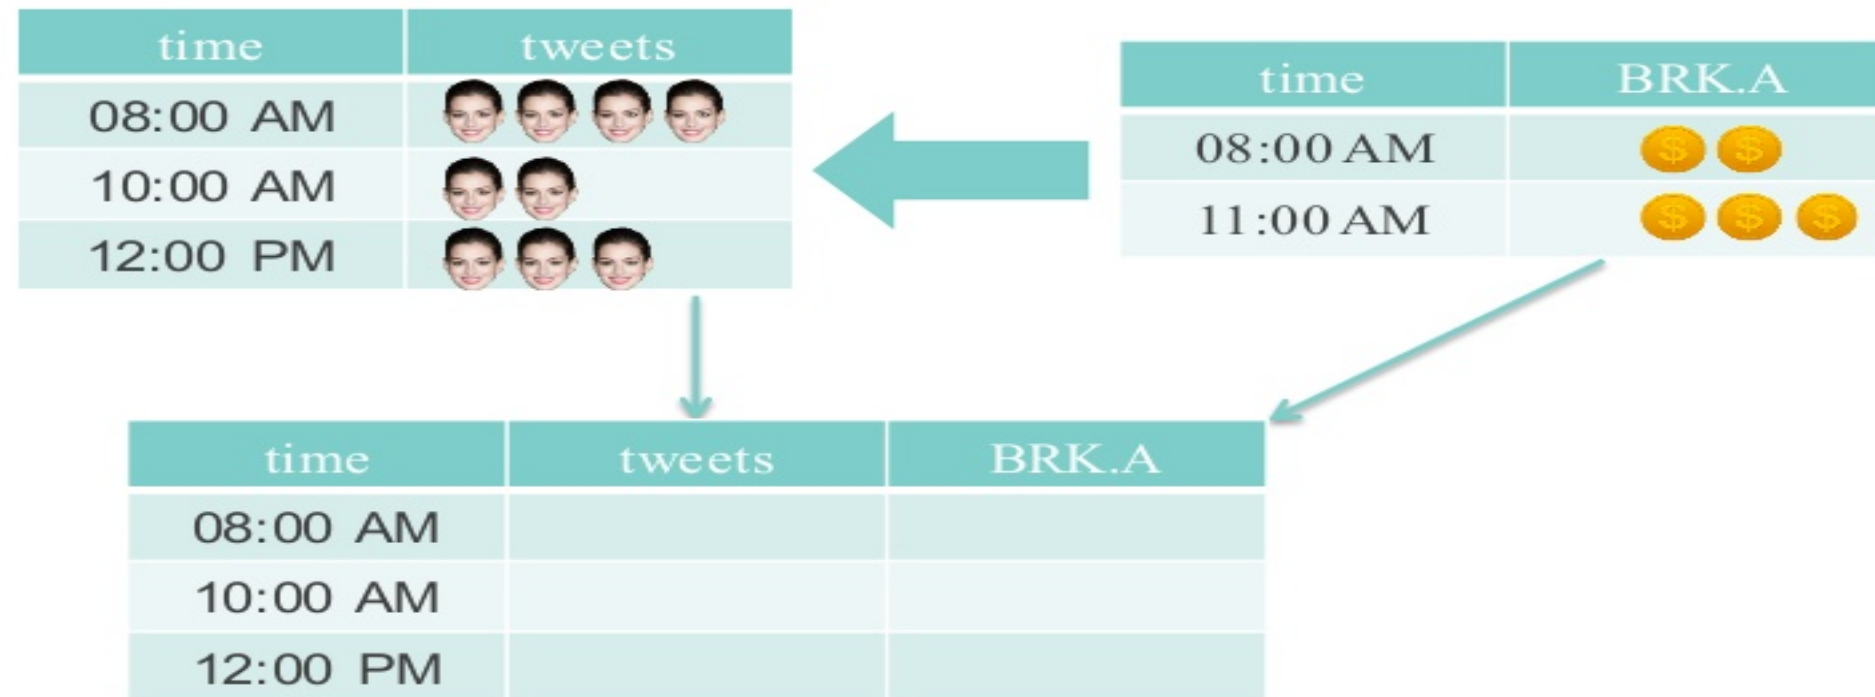 time tweets
08:00 AM
10:00 AM
12:00 PM
time BRK.A
08:00 AM
11:00 AM
time tweets BRK.A
08:00 AM
10:00 AM
12:00 PM